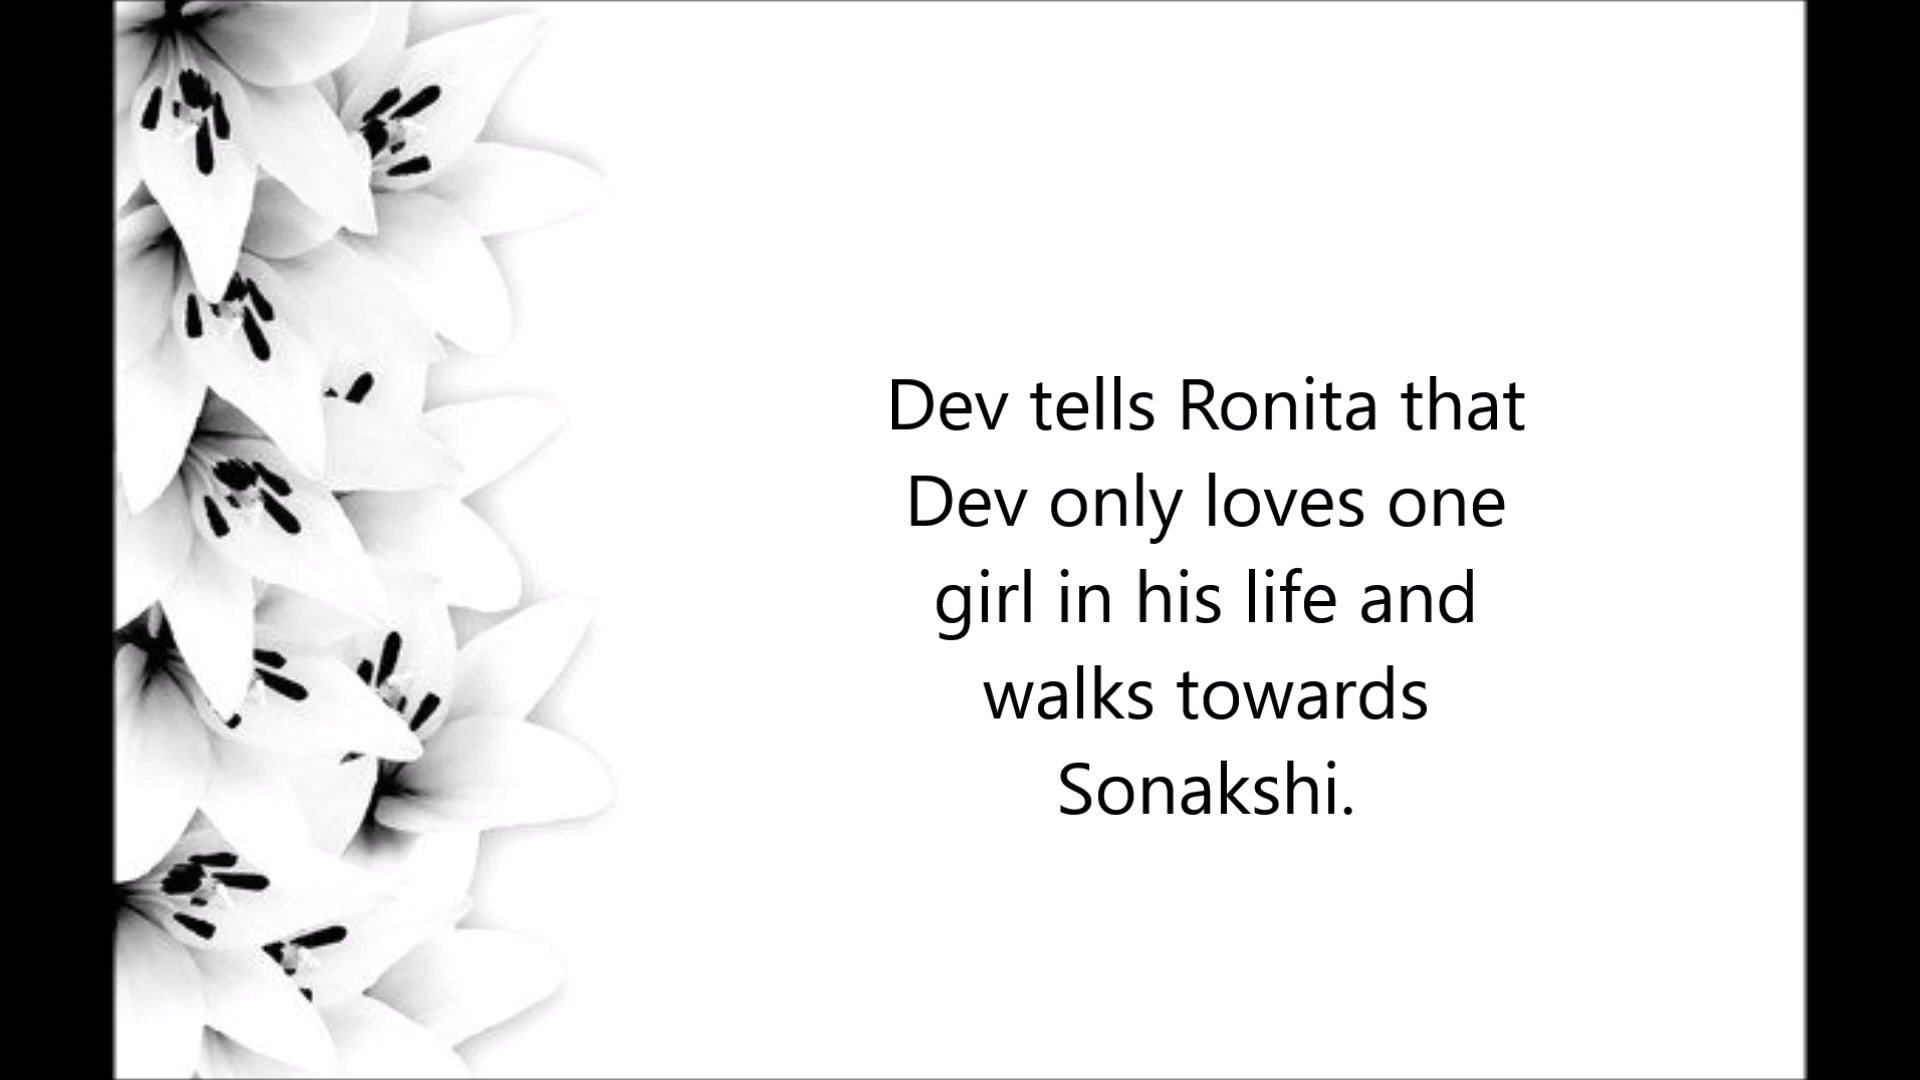 Dev tells Ronita that
Dev only loves one
girl in his life and
walks towards
Sonakshi.